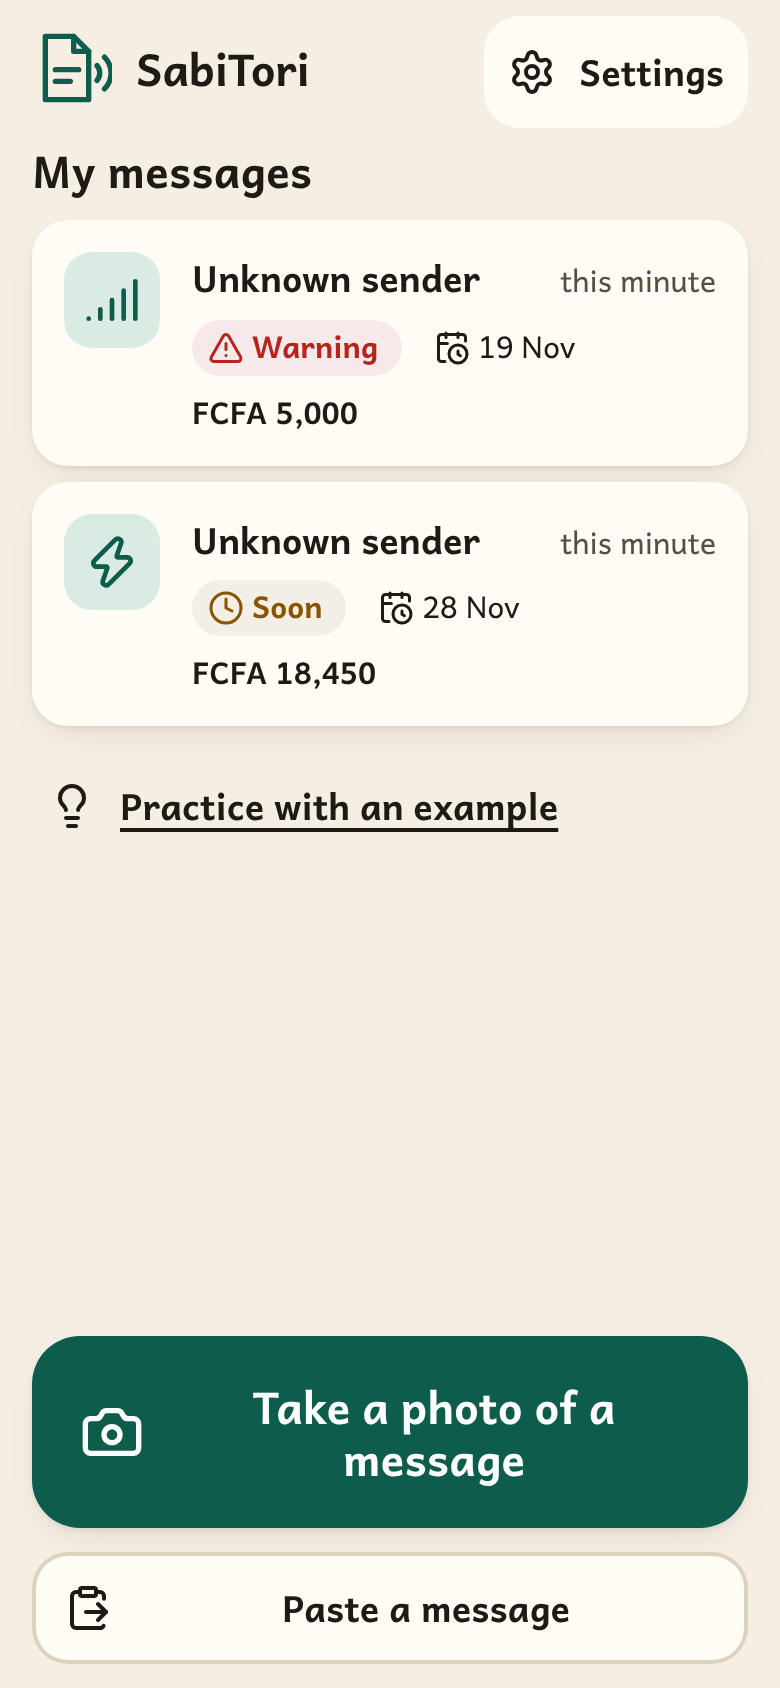 SabiTori
Settings
My messages
Unknown sender
this minute
Warning
19 Nov
FCFA 5,000
Unknown sender
this minute
Soon
28 Nov
FCFA 18,450
Practice with an example
Take a photo of a
message
Paste a message